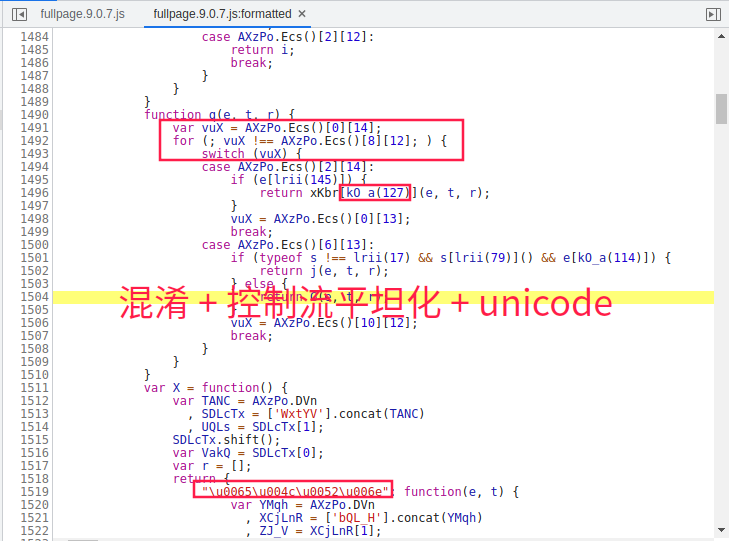 fullpage.9.0.7.js fullpage.9.0.7.js:formatted ×
1484 case AXzPo.Ecs()[2][12]:
1485 return i;
1486 break;
1487 }
1488 }
1489 }
1490 function q(e, t, r) {
1491 var vuX = AXzPo.Ecs()[0][14];
1492 for (; vuX !== AXzPo.Ecs()[8][12]; ) {
1493 switch (vuX) {
1494 case AXzPo.Ecs()[2][14]:
1495 if (e[lrii(145)]) {
1496 return xKbr[kO_a(127)](e, t, r);
1497 }
1498 vuX = AXzPo.Ecs()[0][13];
1499 break;
1500 case AXzPo.Ecs()[6][13]:
1501 if (typeof s !== lrii(17) && s[lrii(79)]() && e[kO_a(114)]) {
1502 return j(e, t, r);
1503 } else {
1504
混淆 + 控制流平坦化 + unicode
1505
1506 vuX = AXzPo.Ecs()[10][12];
1507 break;
1508 }
1509 }
1510 }
1511 var X = function() {
1512 var TANC = AXzPo.DVn
1513 , SDLcTx = ['WxtYV'].concat(TANC)
1514 , UQLs = SDLcTx[1];
1515 SDLcTx.shift();
1516 var VakQ = SDLcTx[0];
1517 var r = [];
1518 return {
1519 "\u0065\u004c\u0052\u006e": function(e, t) {
1520 var YMqh = AXzPo.DVn
1521 , XCjLnR = ['bQL_H'].concat(YMqh)
1522 , ZJ_V = XCjLnR[1];